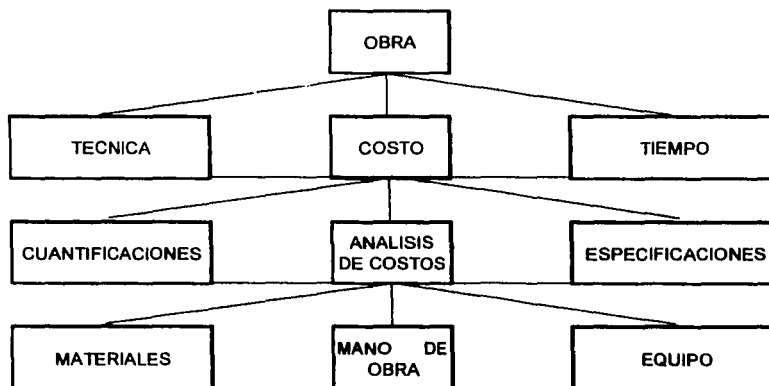 OBRA
TECNICA
COSTO
TIEMPO
CUANTIFICACIONES
ANALISIS
DE COSTOS
ESPECIFICACIONES
MATERIALES
MANO DE
OBRA
EQUIPO